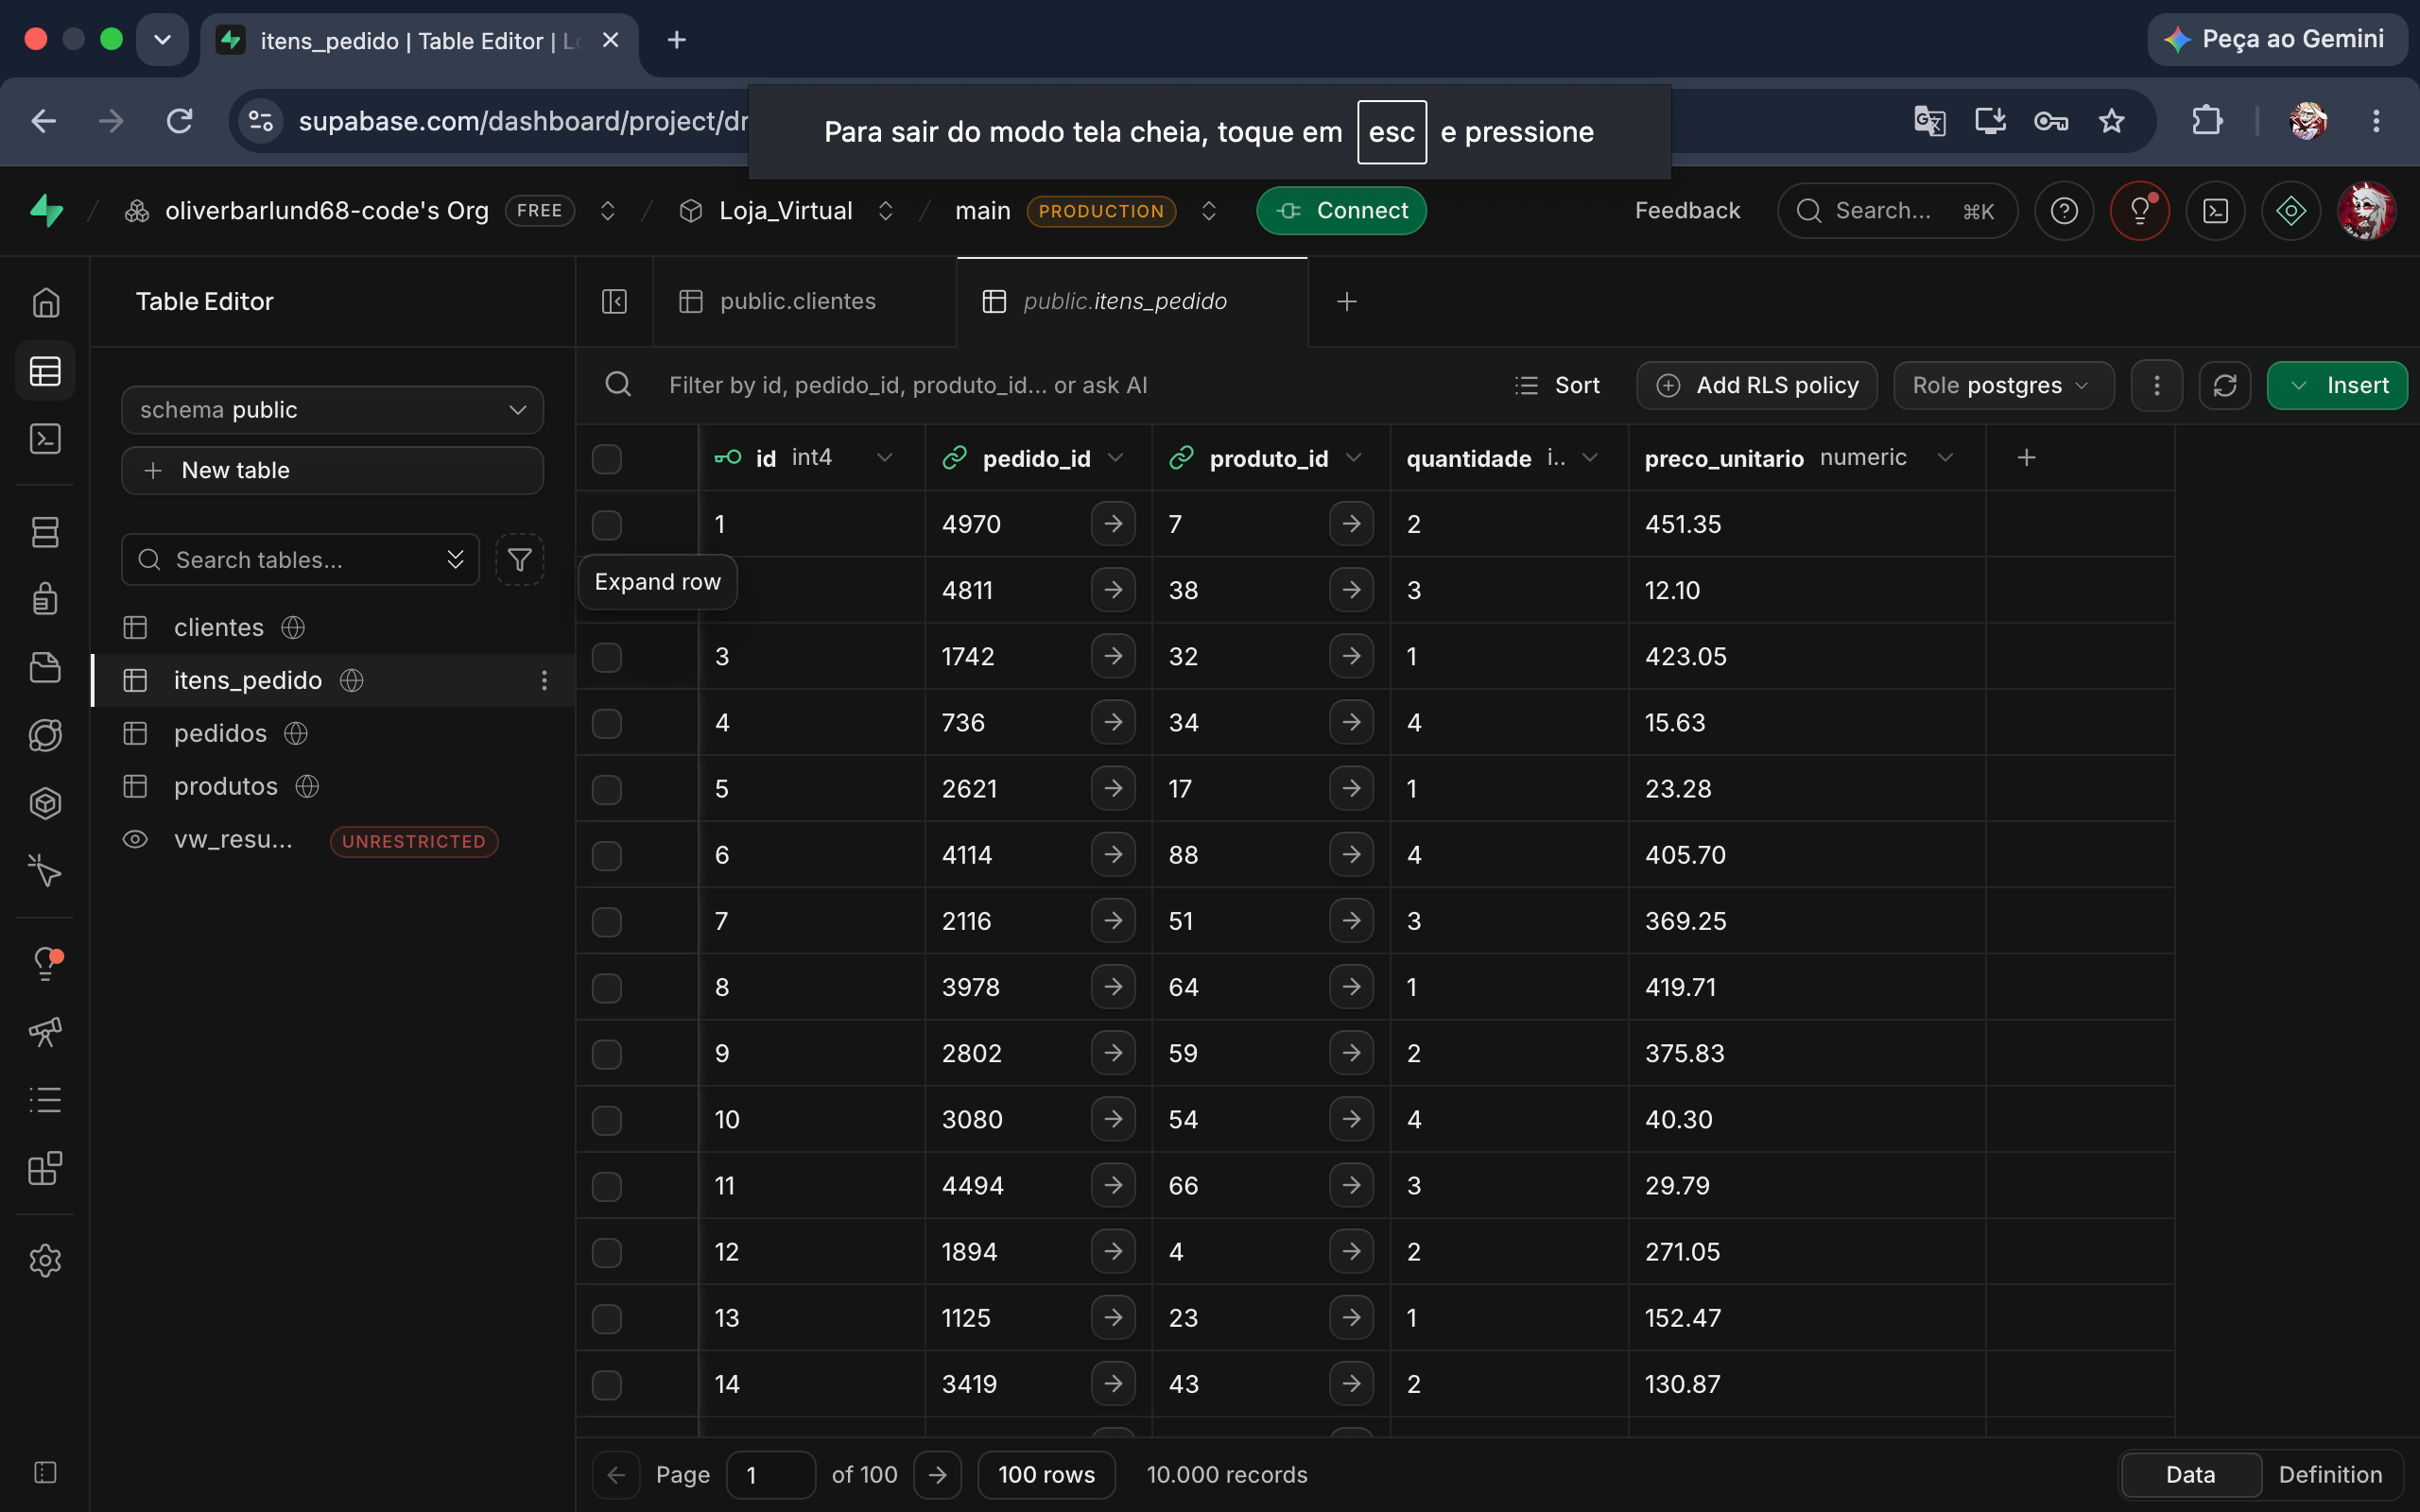 itens_pedido | Table Editor |
Peça ao Gemini
supabase.com/dashboard/project/dr
Para sair do modo tela cheia, toque em esc e pressione
oliverbarlund68-code's Org FREE / Loja_Virtual / main PRODUCTION Connect Feedback Search... ⌘K
Table Editor
public.clientes public.itens_pedido
schema public
New table
Search tables...
clientes
itens_pedido
pedidos
produtos
vw_resu... UNRESTRICTED
Filter by id, pedido_id, produto_id... or ask AI Sort Add RLS policy Role postgres Insert
id int4 pedido_id produto_id quantidade i.. preco_unitario numeric
1 4970 7 2 451.35
Expand row
4811 38 3 12.10
3 1742 32 1 423.05
4 736 34 4 15.63
5 2621 17 1 23.28
6 4114 88 4 405.70
7 2116 51 3 369.25
8 3978 64 1 419.71
9 2802 59 2 375.83
10 3080 54 4 40.30
11 4494 66 3 29.79
12 1894 4 2 271.05
13 1125 23 1 152.47
14 3419 43 2 130.87
Page 1 of 100 100 rows 10.000 records Data Definition